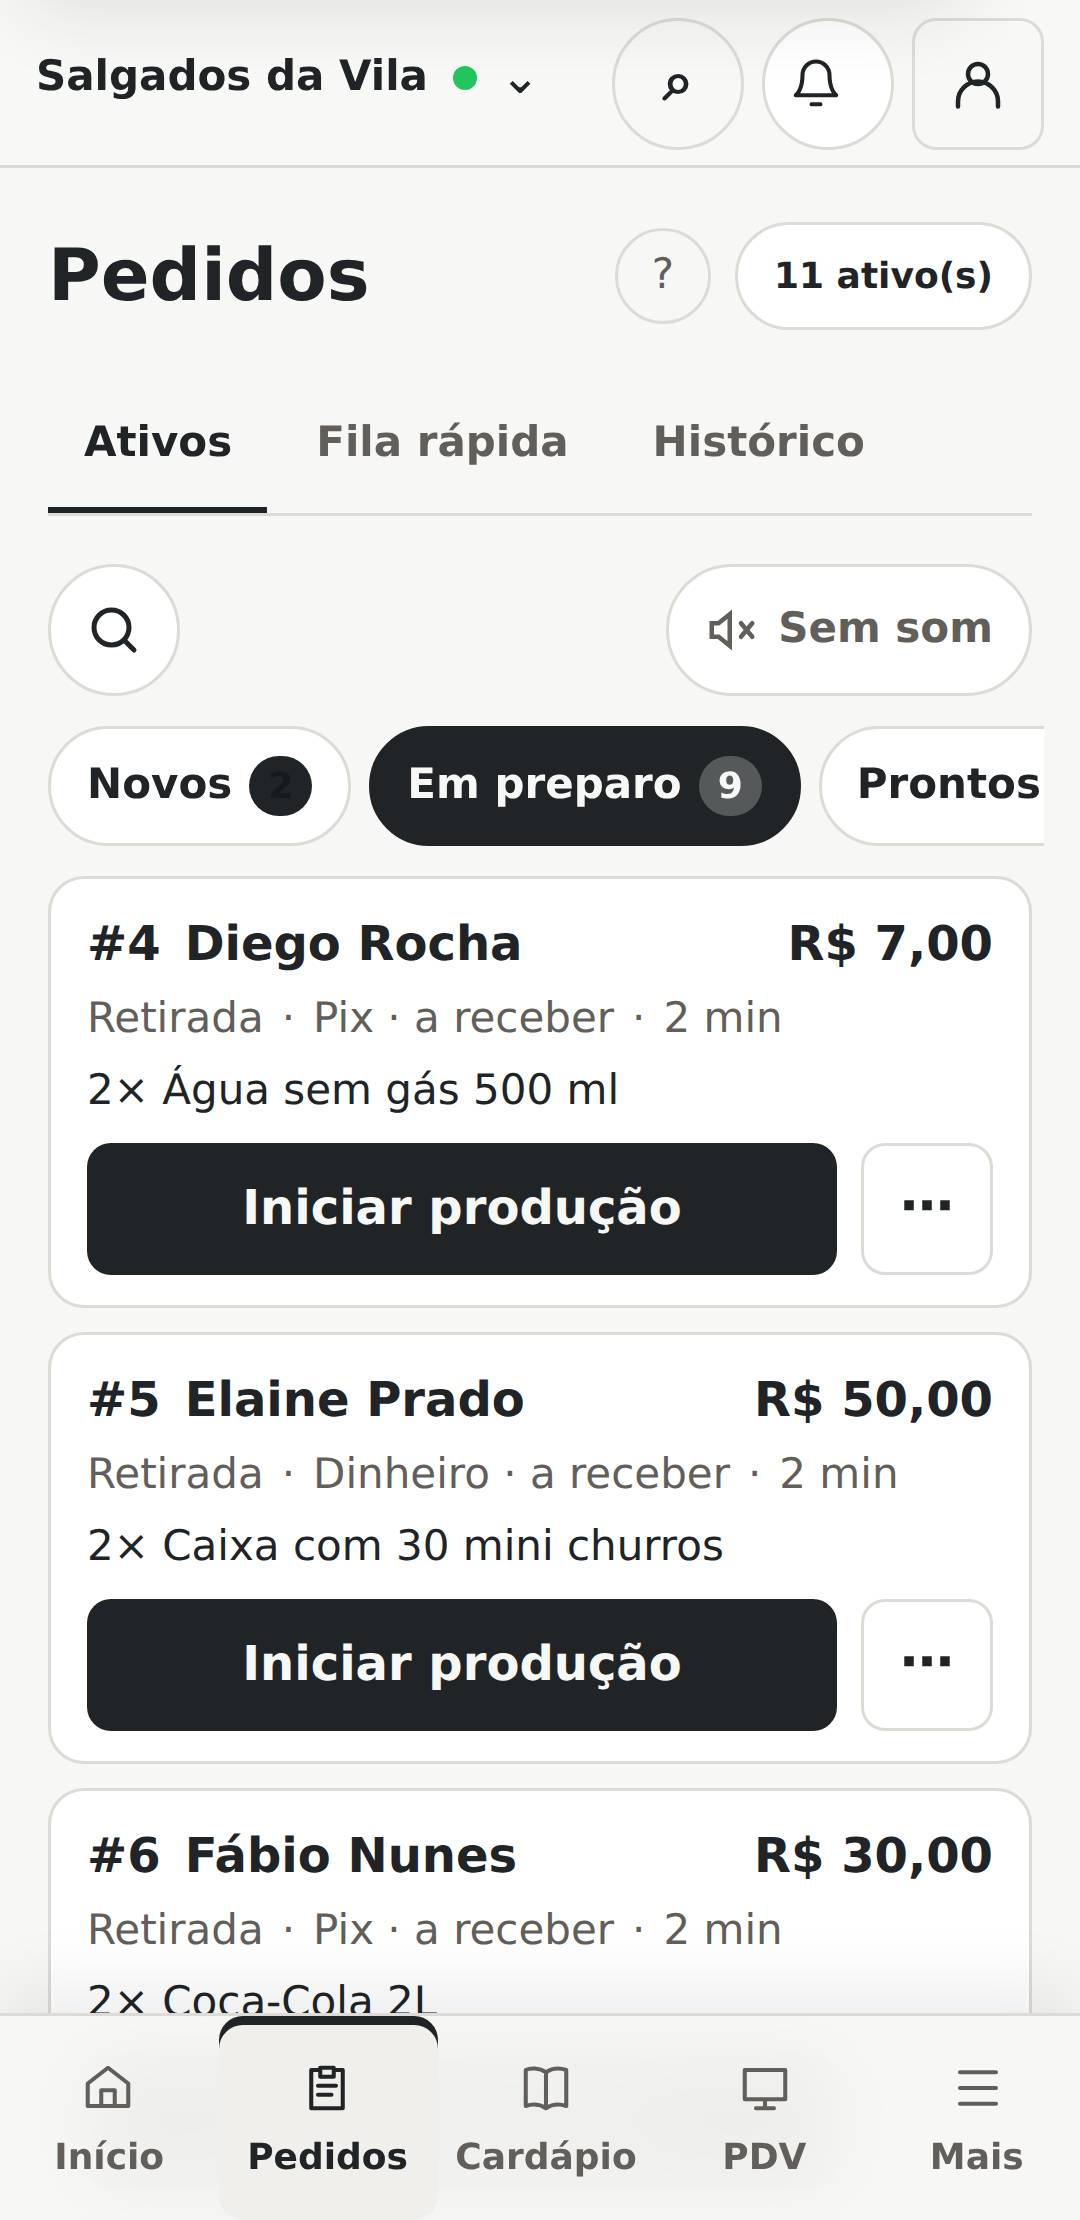 Salgados da Vila
Pedidos
?
11 ativo(s)
Ativos
Fila rápida
Histórico
Sem som
Novos 2
Em preparo 9
Prontos
#4 Diego Rocha R$ 7,00
Retirada · Pix · a receber · 2 min
2× Água sem gás 500 ml
Iniciar produção
...
#5 Elaine Prado R$ 50,00
Retirada · Dinheiro · a receber · 2 min
2× Caixa com 30 mini churros
Iniciar produção
...
#6 Fábio Nunes R$ 30,00
Retirada · Pix · a receber · 2 min
2× Coca-Cola 2L
Início
Pedidos
Cardápio
PDV
Mais